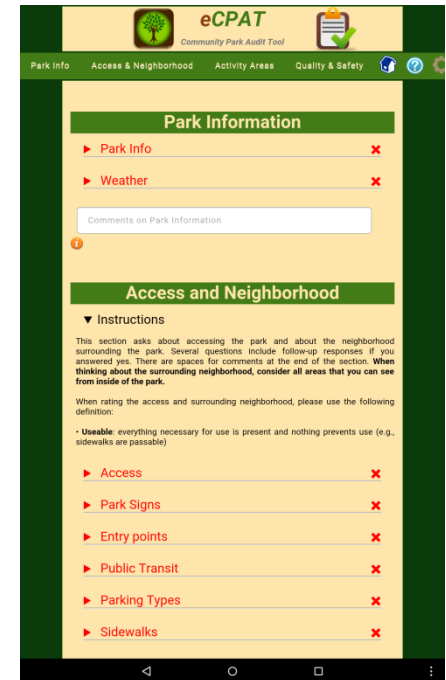 eCPAT
Community Park Audit Tool
Park Info Access & Neighborhood Activity Areas Quality & Safety
Park Information
Park Info
Weather
Comments on Park Information
Access and Neighborhood
Instructions
This section asks about accessing the park and about the neighborhood
surrounding the park. Several questions include follow-up responses if you
answered yes. There are spaces for comments at the end of the section. When
thinking about the surrounding neighborhood, consider all areas that you can see
from inside of the park.
When rating the access and surrounding neighborhood, please use the following
definition:
• Useable: everything necessary for use is present and nothing prevents use (e.g.,
sidewalks are passable)
Access
Park Signs
Entry points
Public Transit
Parking Types
Sidewalks